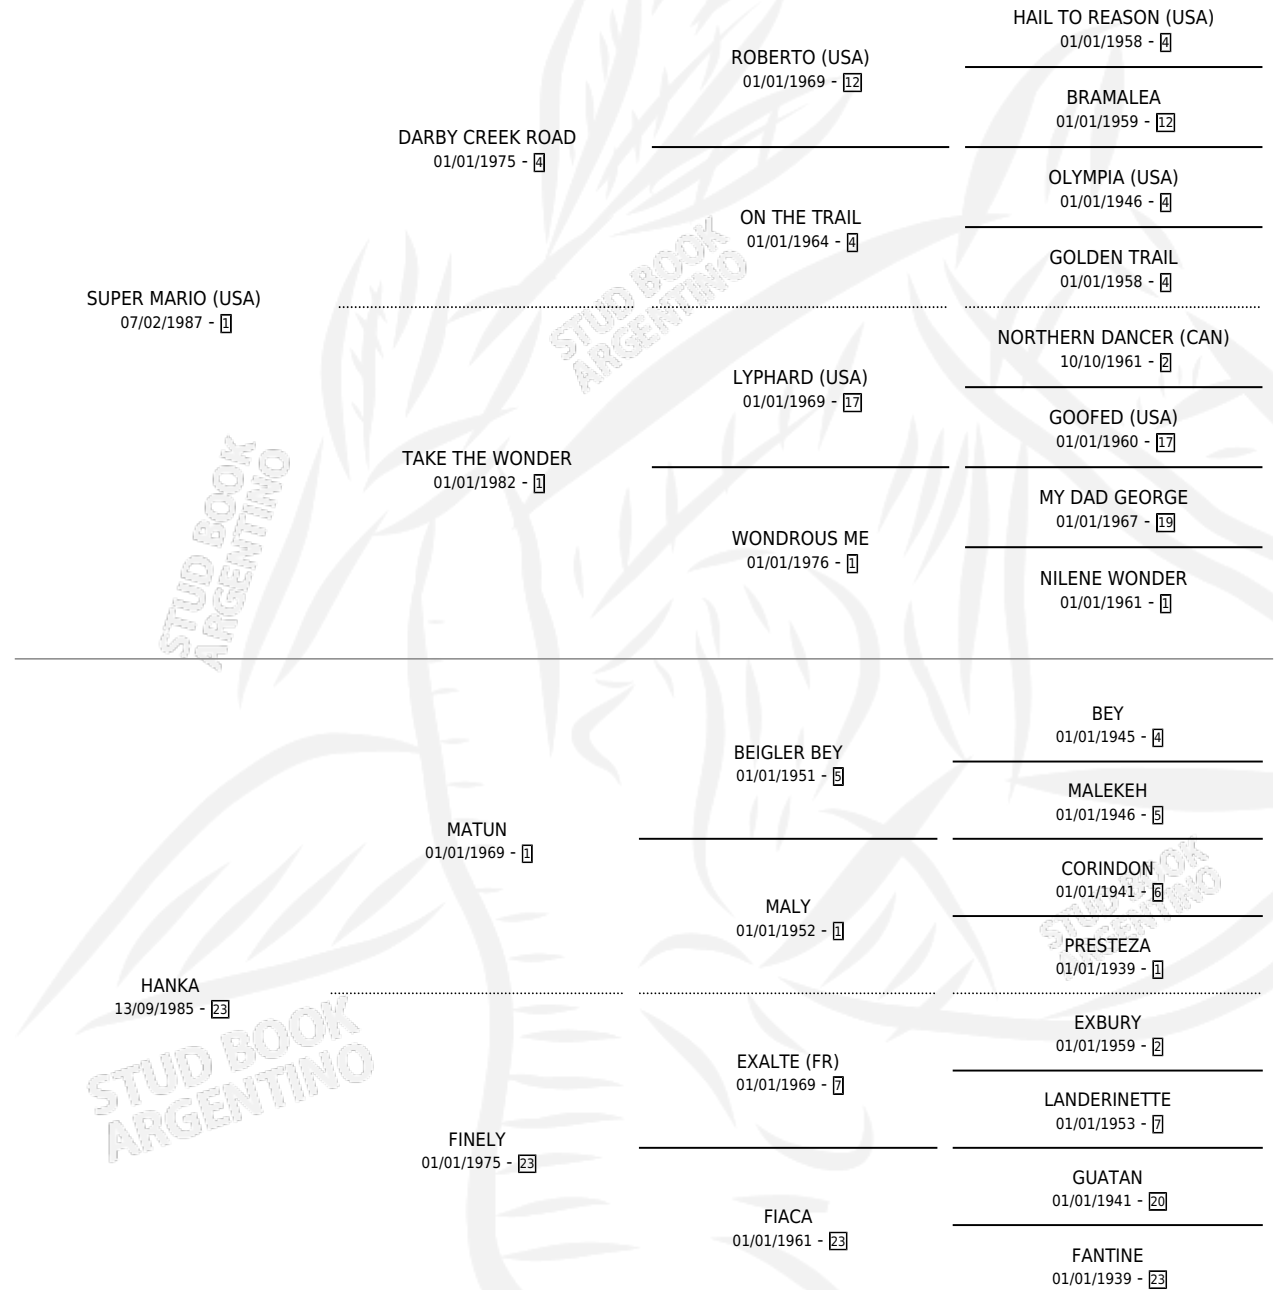 HAIL TO REASON (USA)
01/01/1958 - 4
ROBERTO (USA)
01/01/1969 - 12
BRAMALEA
01/01/1959 - 12
DARBY CREEK ROAD
01/01/1975 - 4
OLYMPIA (USA)
01/01/1946 - 4
ON THE TRAIL
01/01/1964 - 4
GOLDEN TRAIL
01/01/1958 - 4
SUPER MARIO (USA)
07/02/1987 - 1
NORTHERN DANCER (CAN)
10/10/1961 - 2
LYPHARD (USA)
01/01/1969 - 17
GOOFED (USA)
01/01/1960 - 17
TAKE THE WONDER
01/01/1982 - 1
MY DAD GEORGE
01/01/1967 - 19
WONDROUS ME
01/01/1976 - 1
NILENE WONDER
01/01/1961 - 1
BEY
01/01/1945 - 4
BEIGLER BEY
01/01/1951 - 5
MALEKEH
01/01/1946 - 5
MATUN
01/01/1969 - 1
CORINDON
01/01/1941 - 6
MALY
01/01/1952 - 1
PRESTEZA
01/01/1939 - 1
HANKA
13/09/1985 - 23
EXBURY
01/01/1959 - 2
EXALTE (FR)
01/01/1969 - 7
LANDERINETTE
01/01/1953 - 7
FINELY
01/01/1975 - 23
GUATAN
01/01/1941 - 20
FIACA
01/01/1961 - 23
FANTINE
01/01/1939 - 23
STUD BOOK
ARGENTINO
STUD BOOK
ARGENTINO
STUD BOOK
ARGENTINO
STUD BOOK
ARGENTINO